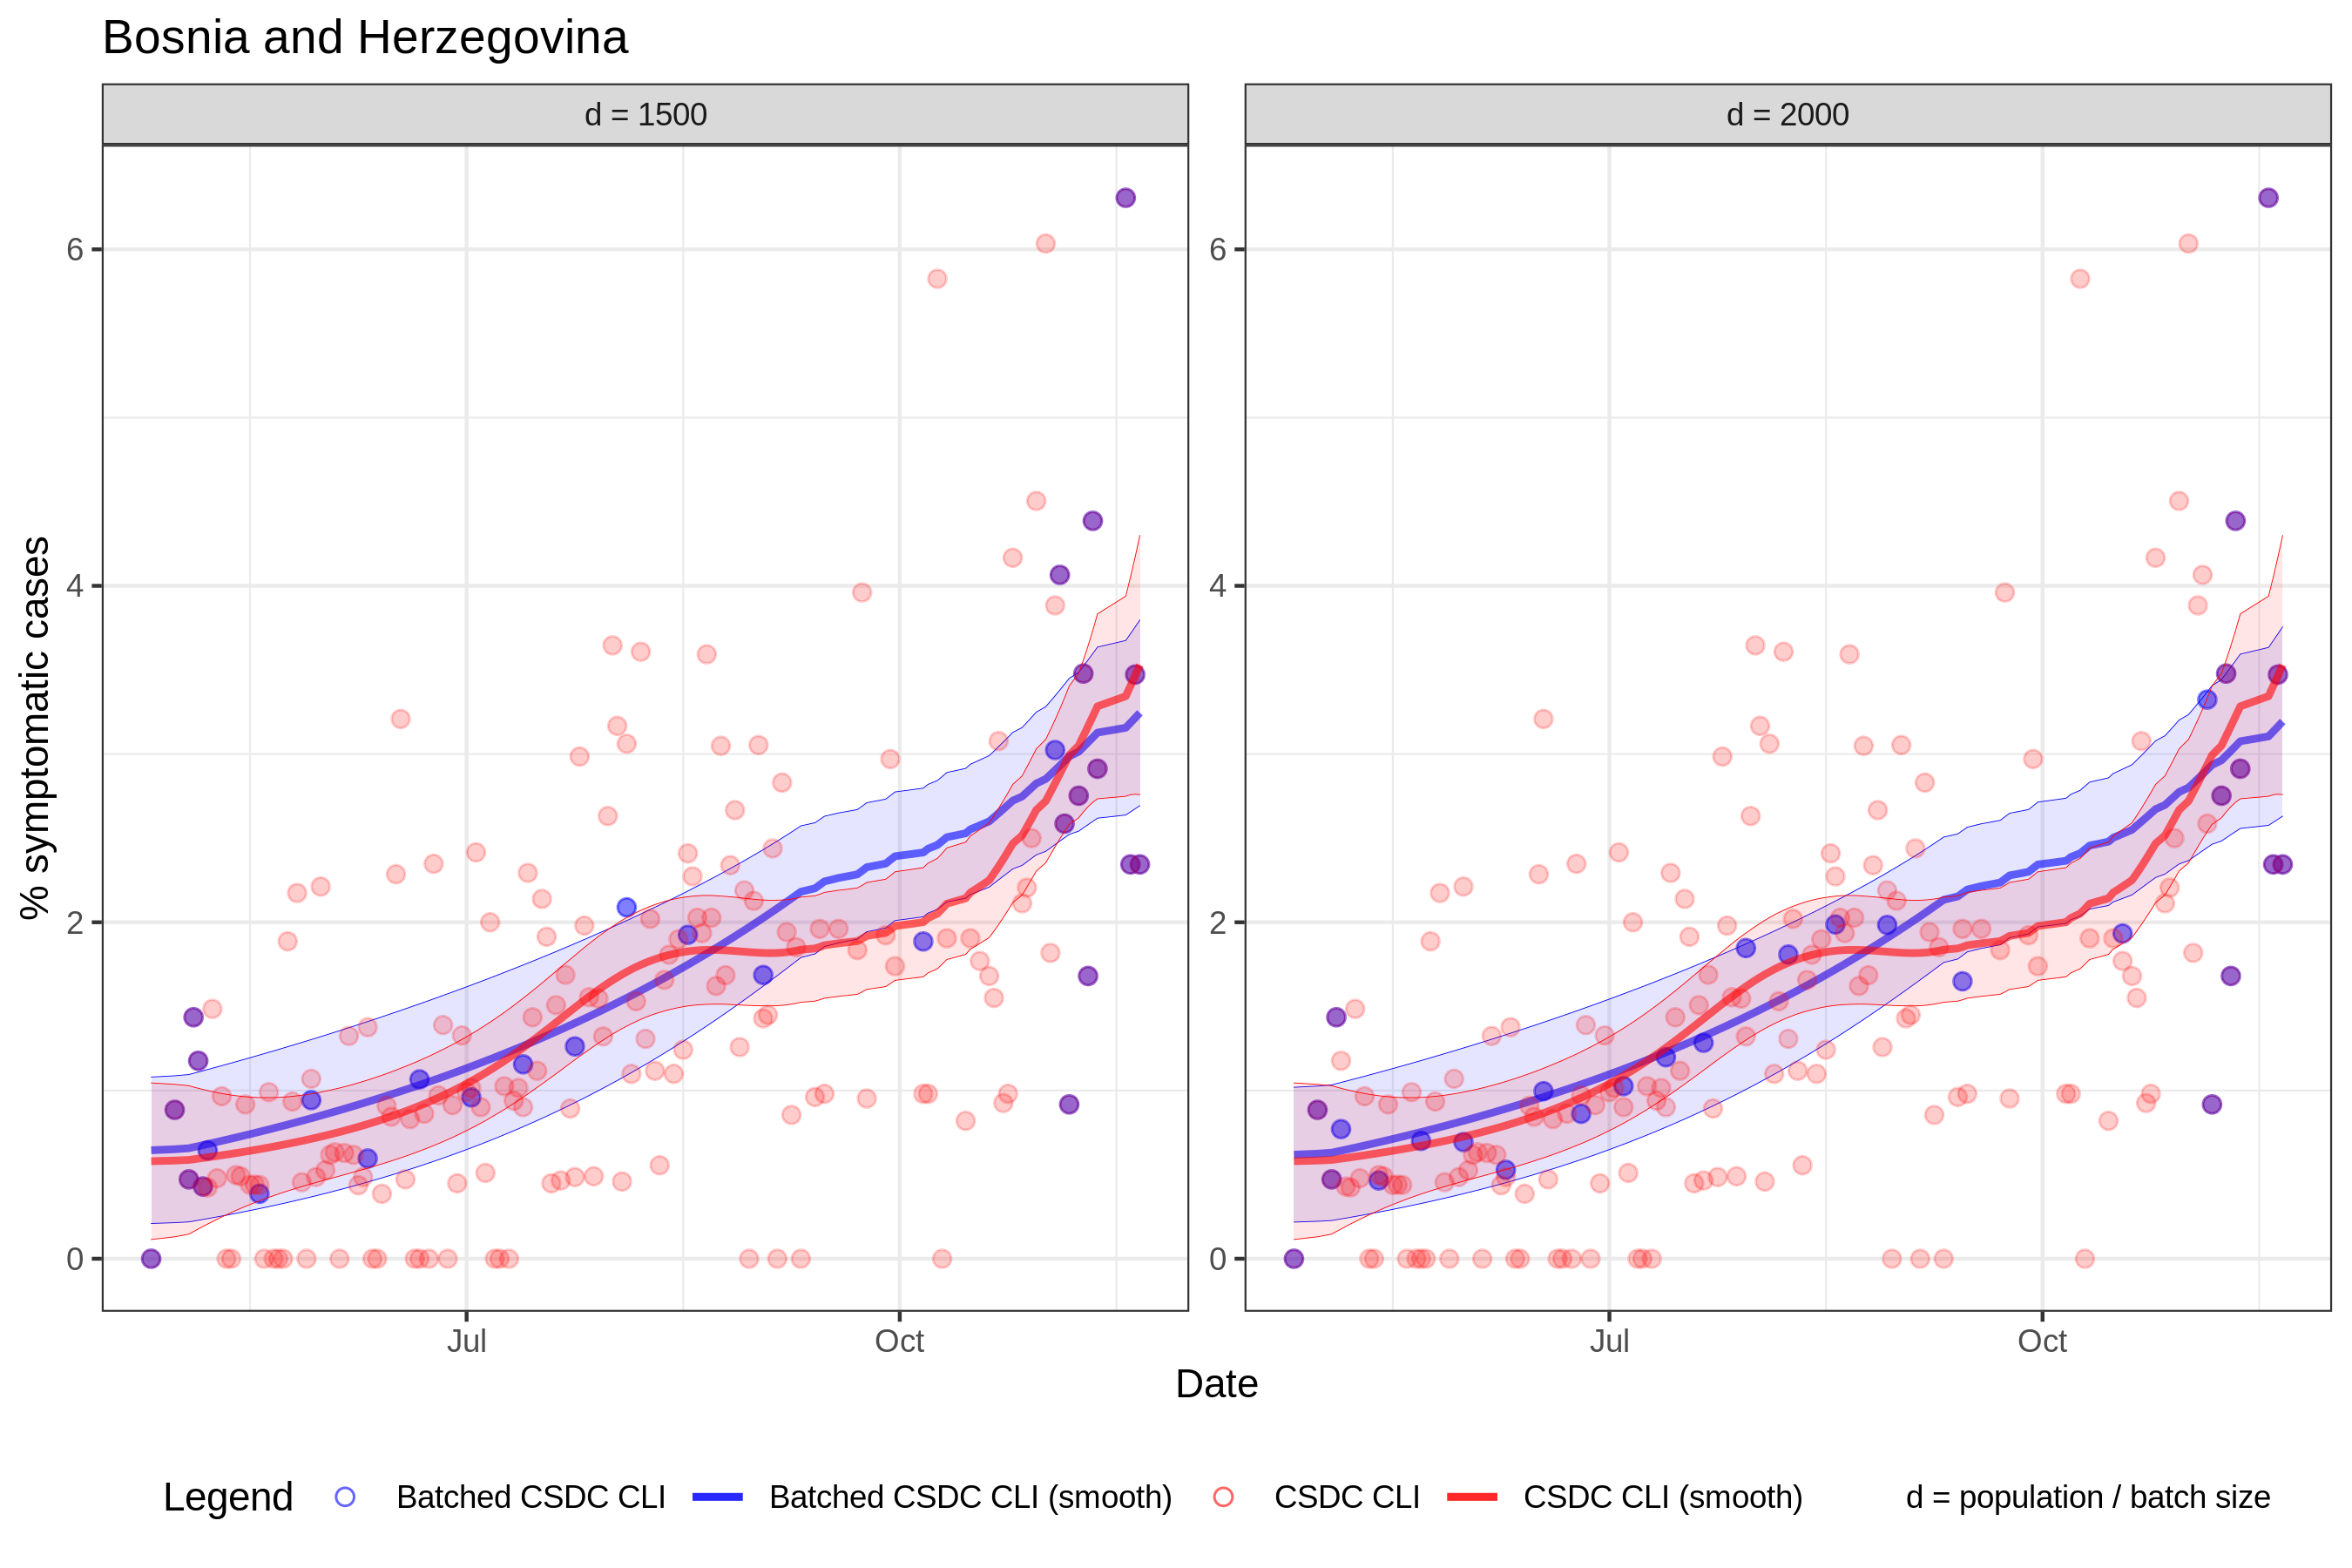 Bosnia and Herzegovina
d = 1500
d = 2000
% symptomatic cases
6
4
2
0
6
4
2
0
Jul
Oct
Jul
Oct
Date
Legend
Batched CSDC CLI
Batched CSDC CLI (smooth)
CSDC CLI
CSDC CLI (smooth)
d = population / batch size